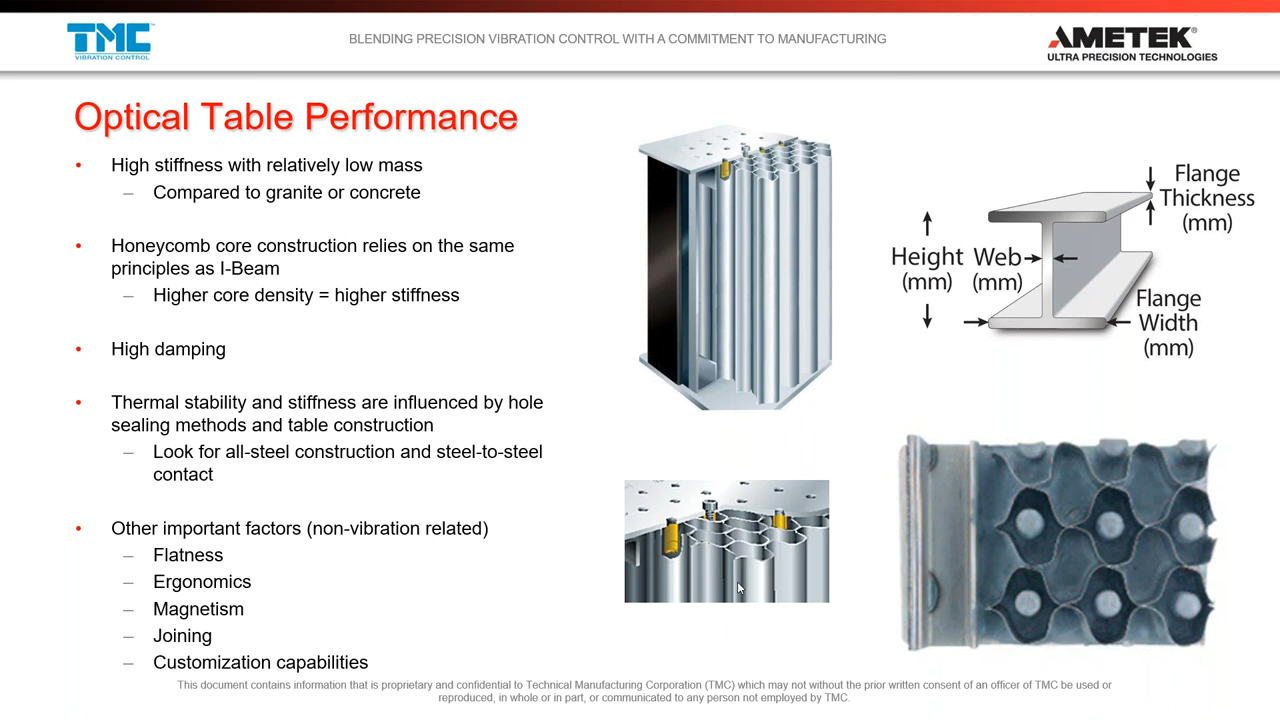 TMC
VIBRATION CONTROL
BLENDING PRECISION VIBRATION CONTROL WITH A COMMITMENT TO MANUFACTURING
AMETEK®
ULTRA PRECISION TECHNOLOGIES
Optical Table Performance
• High stiffness with relatively low mass
– Compared to granite or concrete
• Honeycomb core construction relies on the same
principles as I-Beam
– Higher core density = higher stiffness
• High damping
• Thermal stability and stiffness are influenced by hole
sealing methods and table construction
– Look for all-steel construction and steel-to-steel
contact
• Other important factors (non-vibration related)
– Flatness
– Ergonomics
– Magnetism
– Joining
– Customization capabilities
Flange
Thickness
(mm)
Height
(mm)
Web
(mm)
Flange
Width
(mm)
This document contains information that is proprietary and confidential to Technical Manufacturing Corporation (TMC) which may not without the prior written consent of an officer of TMC be used or
reproduced, in whole or in part, or communicated to any person not employed by TMC.